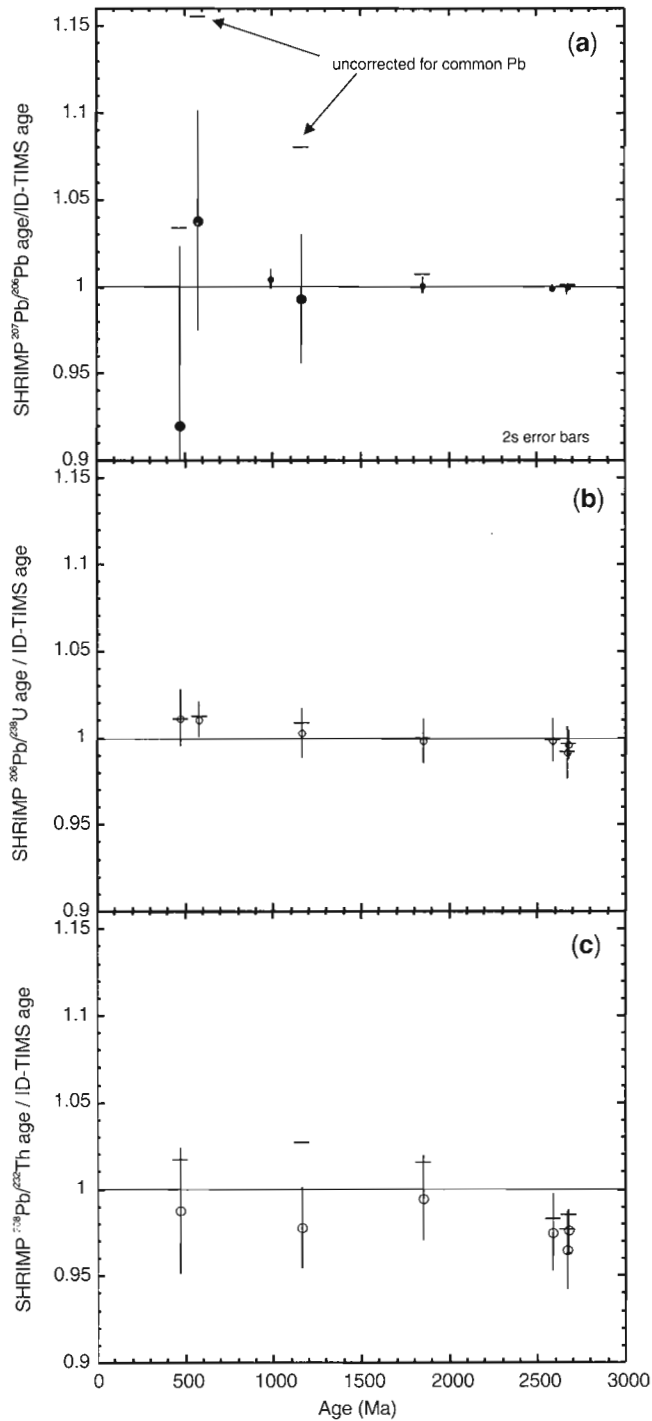 1.15
1.1
1.05
1
0.95
0.9
SHRIMP 207Pb/206Pb age/ID-TIMS age
(a)
uncorrected for common Pb
2s error bars
1.15
1.1
1.05
1
0.95
0.9
SHRIMP 206Pb/238U age / ID-TIMS age
(b)
1.15
1.1
1.05
1
0.95
0.9
SHRIMP 208Pb/232Th age / ID-TIMS age
(c)
0 500 1000 1500 2000 2500 3000
Age (Ma)